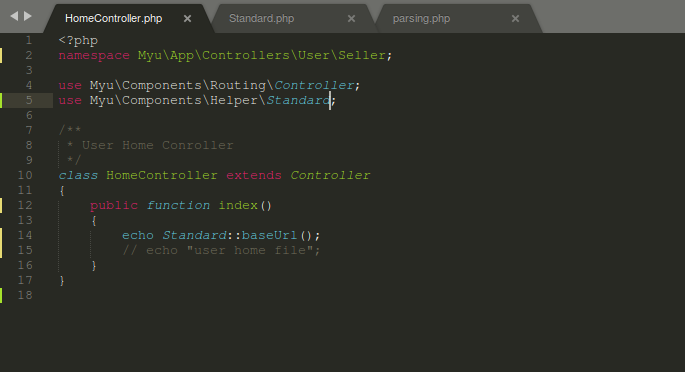 HomeController.php × Standard.php × parsing.php ×
1 <?php
2 namespace Myu\App\Controllers\User\Seller;
3
4 use Myu\Components\Routing\Controller;
5 use Myu\Components\Helper\Standard;
6
7 /**
8 * User Home Conroller
9 */
10 class HomeController extends Controller
11 {
12 public function index()
13 {
14 echo Standard::baseUrl();
15 // echo "user home file";
16 }
17 }
18